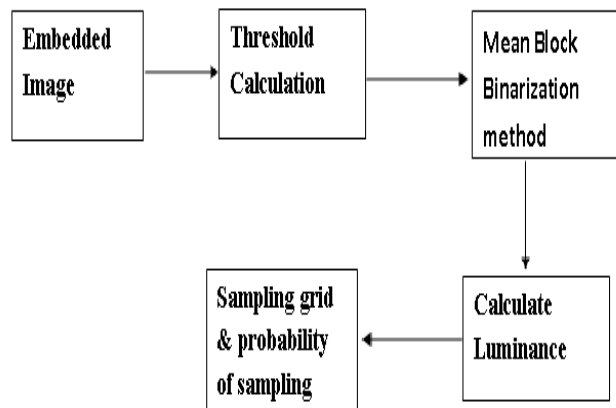 Embedded
Image
Threshold
Calculation
Mean Block
Binarization
method
Calculate
Luminance
Sampling grid
& probability
of sampling